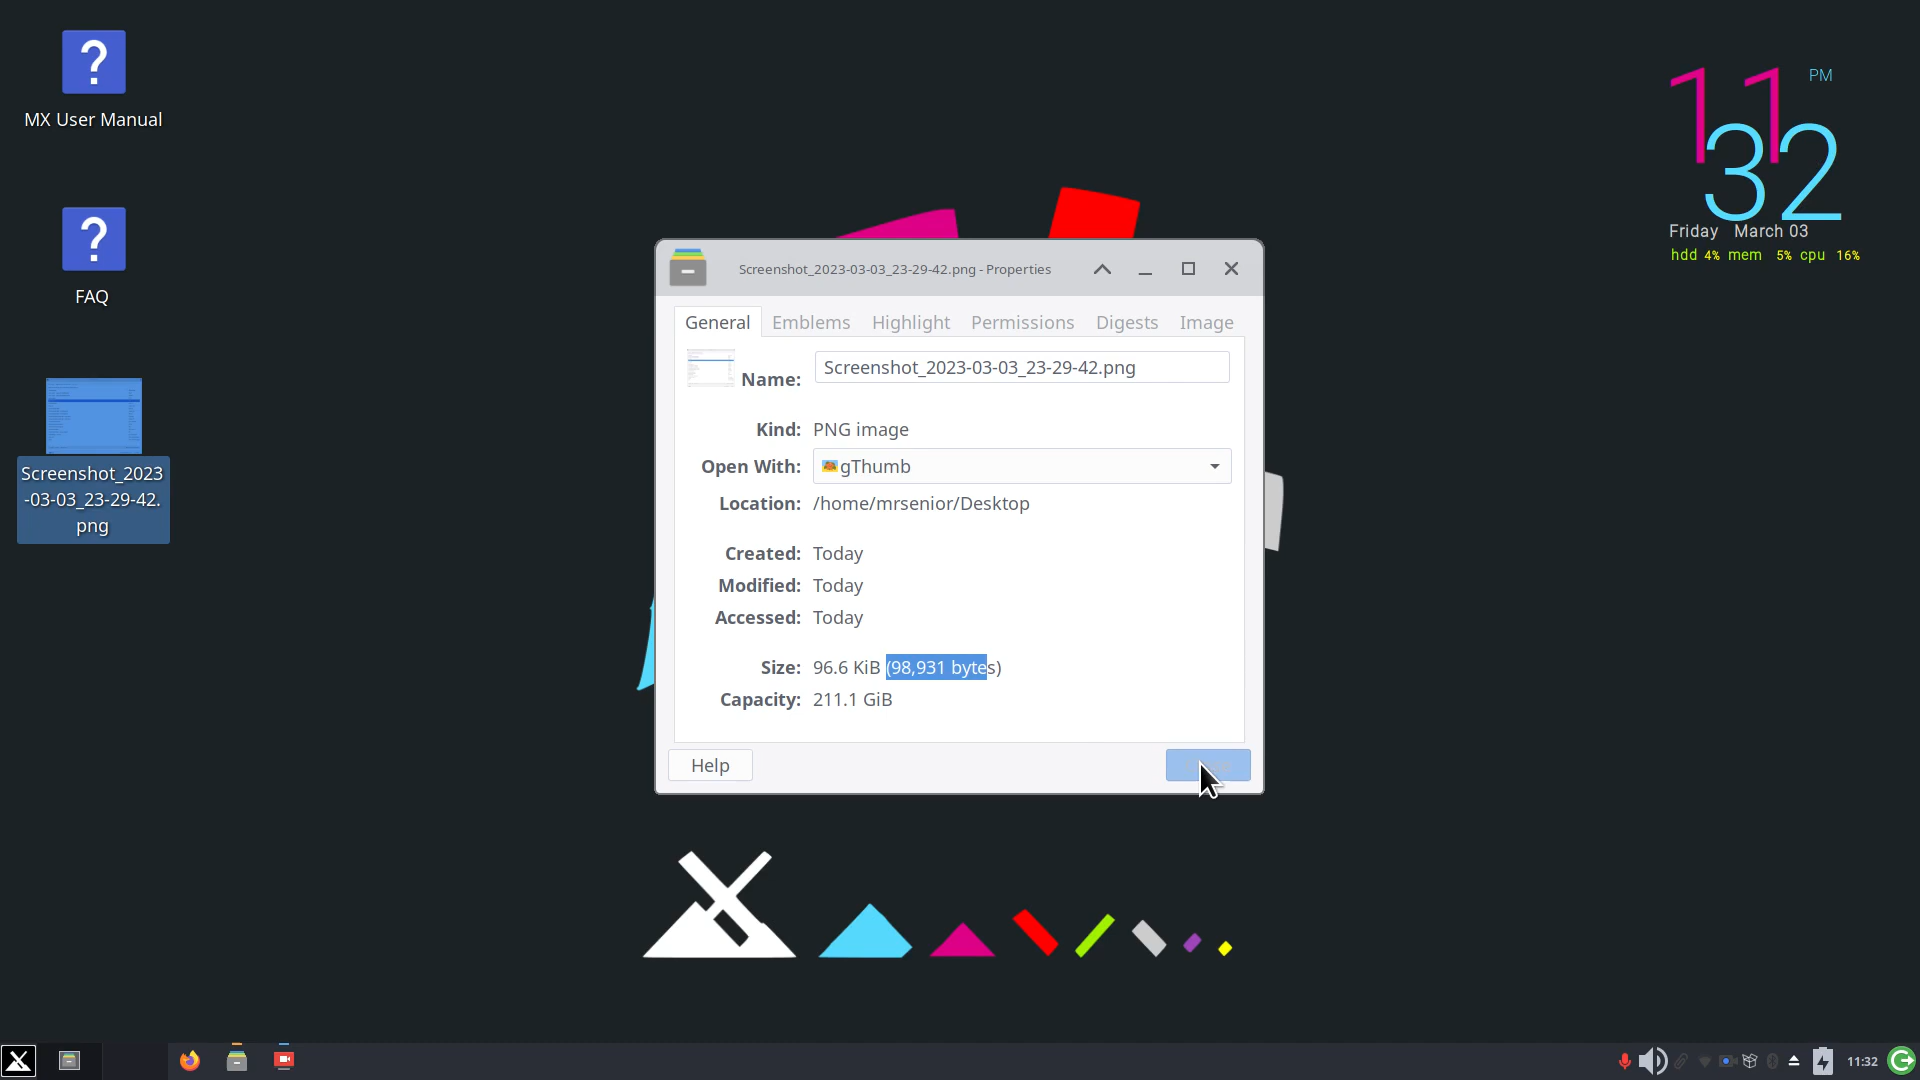 MX User Manual
FAQ
Screenshot_2023
-03-03_23-29-42.
png
Screenshot_2023-03-03_23-29-42.png - Properties
General Emblems Highlight Permissions Digests Image
Name: Screenshot_2023-03-03_23-29-42.png
Kind: PNG image
Open With: gThumb
Location: /home/mrsenior/Desktop
Created: Today
Modified: Today
Accessed: Today
Size: 96.6 KiB (98,931 bytes)
Capacity: 211.1 GiB
Help
11 PM
32
Friday March 03
hdd 4% mem 5% cpu 16%
11:32